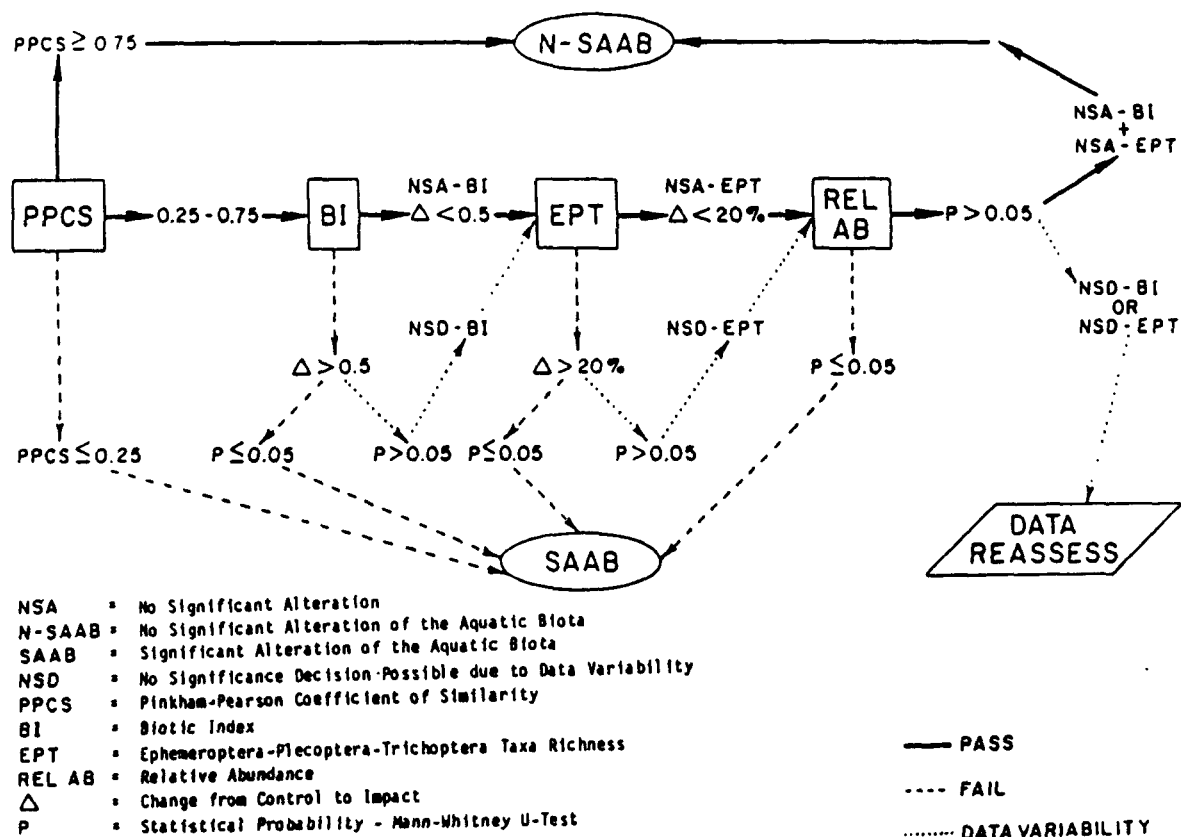 PPCS ≥ 0.75
N-SAAB
NSA-BI
+
NSA-EPT
PPCS
0.25-0.75
BI
NSA-BI
△ < 0.5
EPT
NSA-EPT
△ < 20%
REL
AB
P > 0.05
NSD-BI
OR
NSD-EPT
NSD-BI
NSD-EPT
△ > 0.5
△ > 20%
P ≤ 0.05
PPCS ≤ 0.25
P ≤ 0.05
P > 0.05
P ≤ 0.05
P > 0.05
DATA
REASSESS
SAAB
NSA = No Significant Alteration
N-SAAB = No Significant Alteration of the Aquatic Biota
SAAB = Significant Alteration of the Aquatic Biota
NSD = No Significance Decision-Possible due to Data Variability
PPCS = Pinkham-Pearson Coefficient of Similarity
BI = Biotic Index
EPT = Ephemeroptera-Plecoptera-Trichoptera Taxa Richness
REL AB = Relative Abundance
△ = Change from Control to Impact
P = Statistical Probability - Mann-Whitney U-Test
PASS
FAIL
DATA VARIABILITY